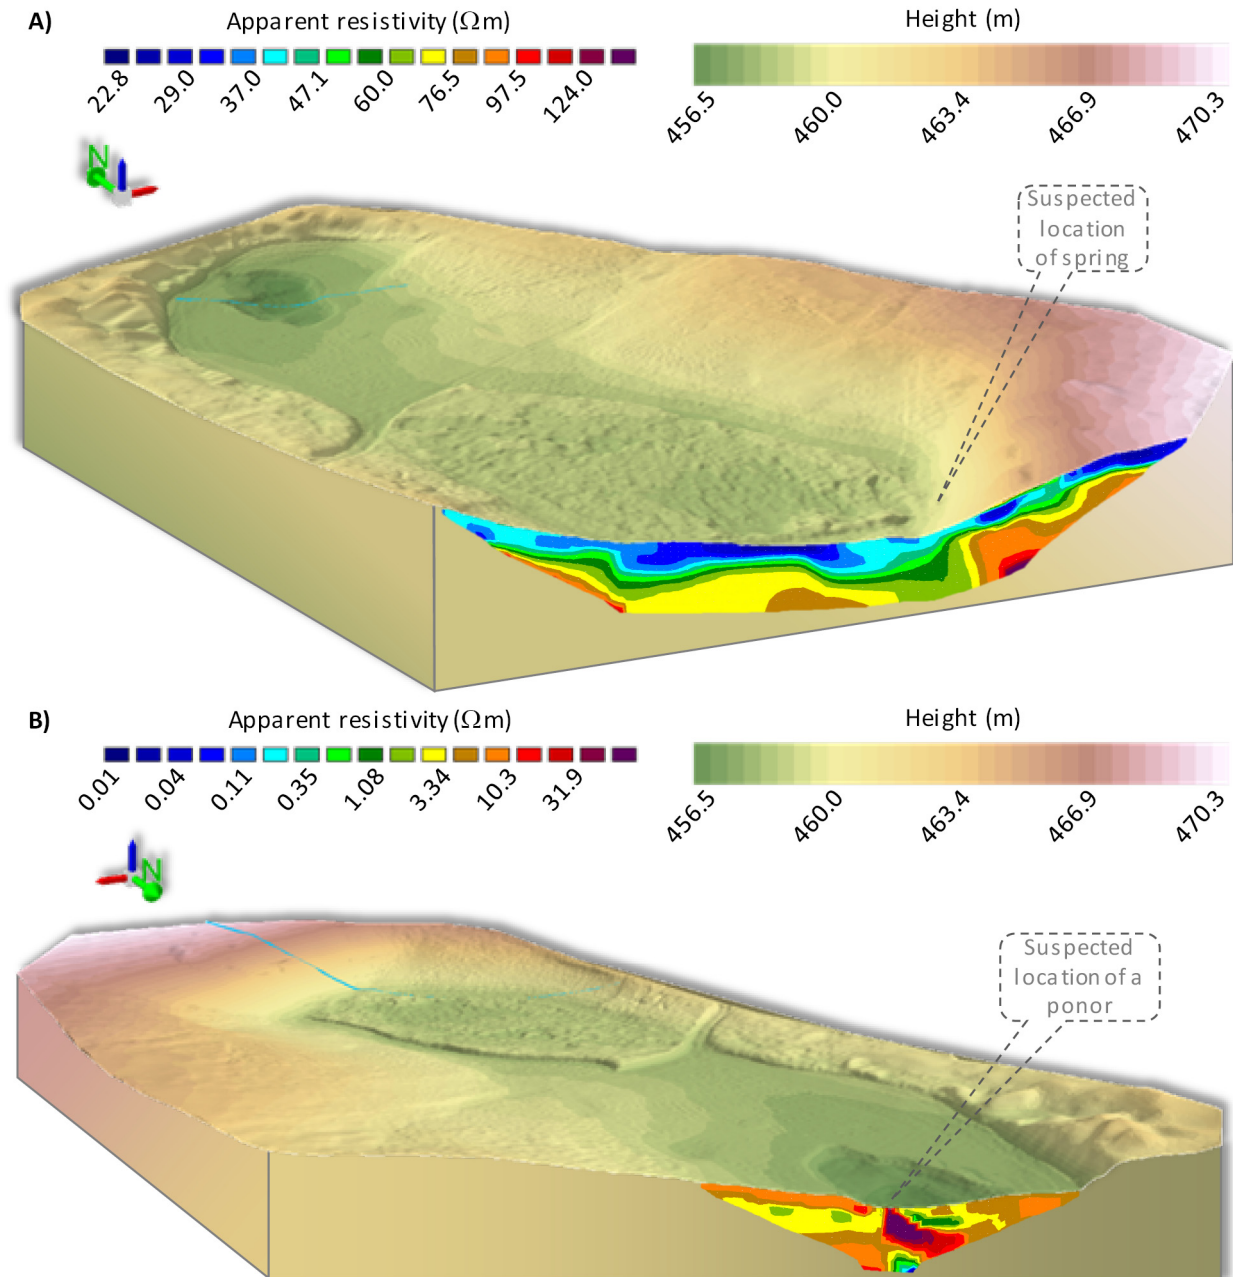 A)
Apparent resistivity (Ωm)
Height (m)
22.8 29.0 37.0 47.1 60.0 76.5 97.5 124.0
456.5 460.0 463.4 466.9 470.3
N
Suspected
location
of spring
B)
Apparent resistivity (Ωm)
Height (m)
0.01 0.04 0.11 0.35 1.08 3.34 10.3 31.9
456.5 460.0 463.4 466.9 470.3
N
Suspected
location of a
ponor